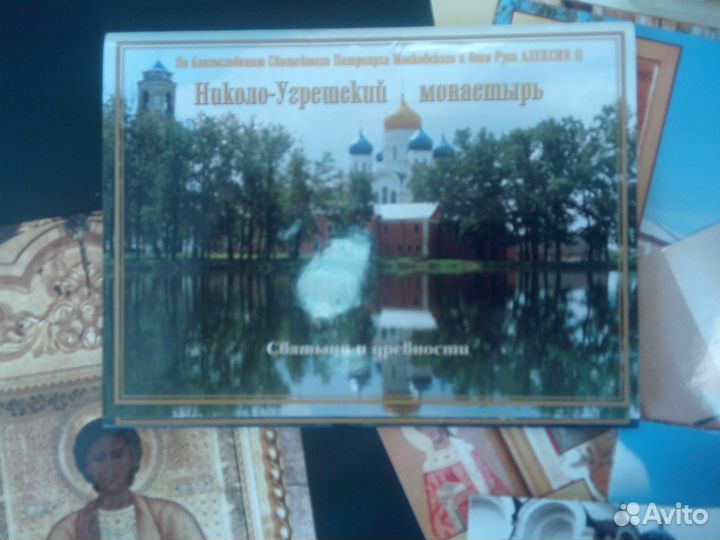 По благословению Святейшего Патриарха Московского и всея Руси АЛЕКСИЯ II
Николо-Угрешский монастырь
Святыни и древности
Avito